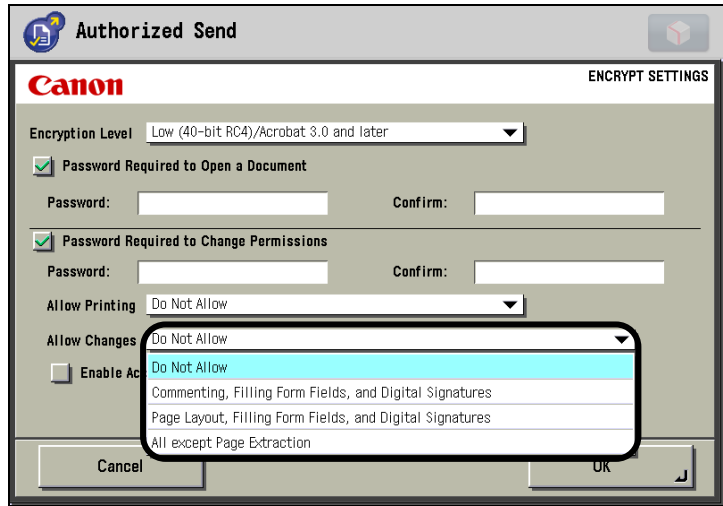 Authorized Send
Canon
ENCRYPT SETTINGS
Encryption Level Low (40-bit RC4)/Acrobat 3.0 and later
Password Required to Open a Document
Password: Confirm:
Password Required to Change Permissions
Password: Confirm:
Allow Printing Do Not Allow
Allow Changes Do Not Allow
Enable Ac Do Not Allow
Commenting, Filling Form Fields, and Digital Signatures
Page Layout, Filling Form Fields, and Digital Signatures
All except Page Extraction
Cancel OK